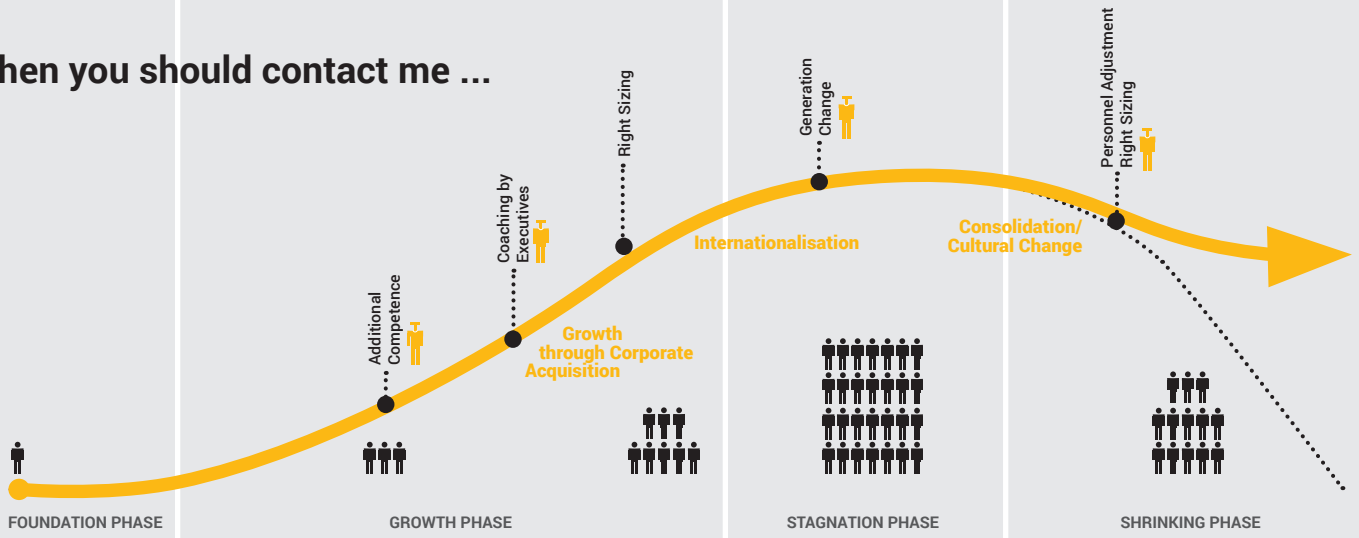 hen you should contact me ...
Additional
Competence
Coaching by
Executives
Right Sizing
Generation
Change
Personnel Adjustment
Right Sizing
Growth
through Corporate
Acquisition
Internationalisation
Consolidation/
Cultural Change
FOUNDATION PHASE
GROWTH PHASE
STAGNATION PHASE
SHRINKING PHASE